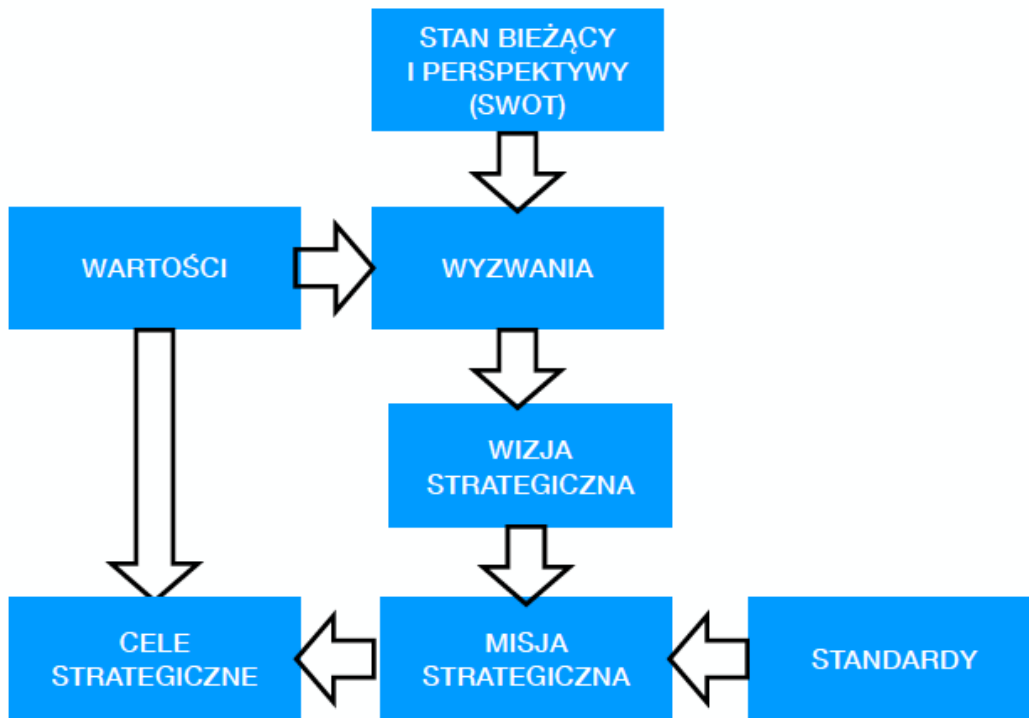 STAN BIEŻĄCY
I PERSPEKTYWY
(SWOT)
WARTOŚCI
WYZWANIA
WIZJA
STRATEGICZNA
CELE
STRATEGICZNE
MISJA
STRATEGICZNA
STANDARDY